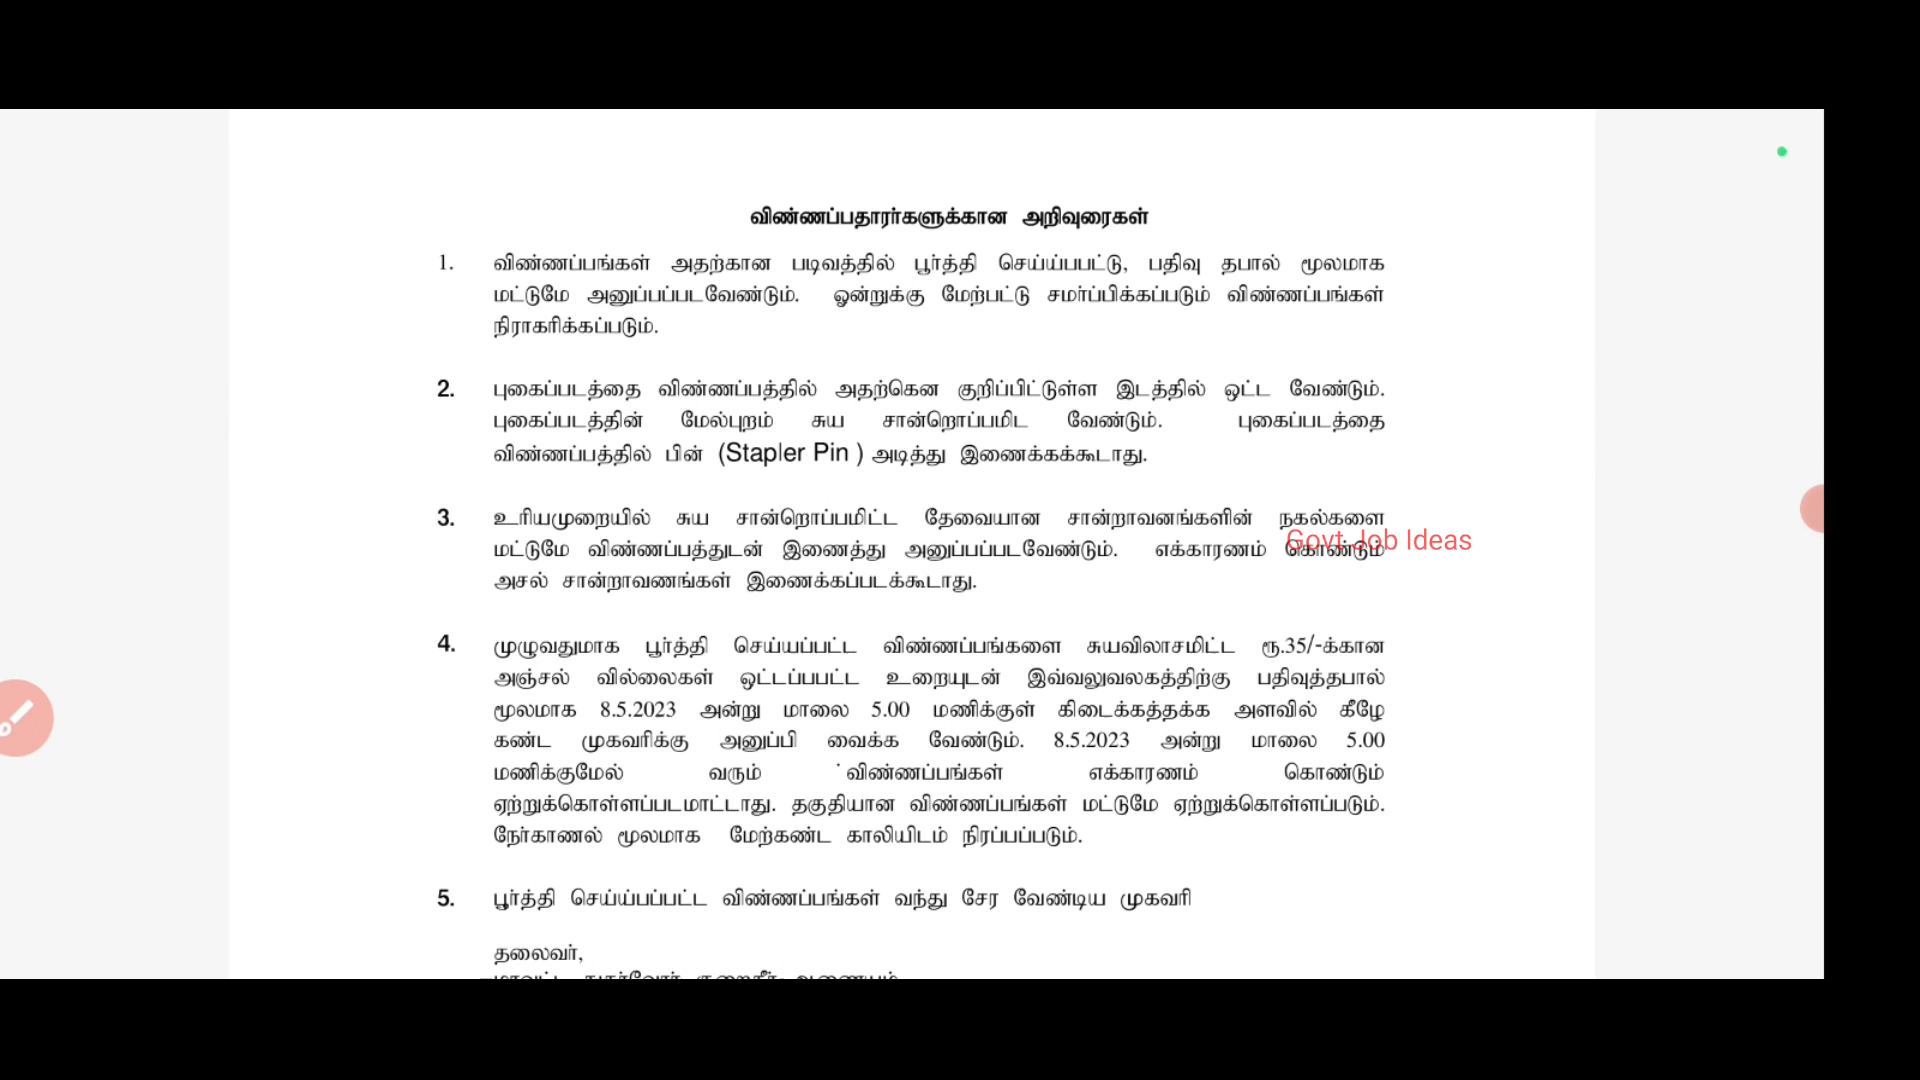 விண்ணப்பதாரர்களுக்கான அறிவுரைகள்
1. விண்ணப்பங்கள் அதற்கான படிவத்தில் பூர்த்தி செய்ய்பபட்டு, பதிவு தபால் மூலமாக
மட்டுமே அனுப்பப்படவேண்டும். ஓன்றுக்கு மேற்பட்டு சமர்ப்பிக்கப்படும் விண்ணப்பங்கள்
நிராகரிக்கப்படும்.
2. புகைப்படத்தை விண்ணப்பத்தில் அதற்கென குறிப்பிட்டுள்ள இடத்தில் ஒட்ட வேண்டும்.
புகைப்படத்தின் மேல்புறம் சுய சான்றொப்பமிட வேண்டும். புகைப்படத்தை
விண்ணப்பத்தில் பின் (Stapler Pin ) அடித்து இணைக்கக்கூடாது.
3. உரியமுறையில் சுய சான்றொப்பமிட்ட தேவையான சான்றாவனங்களின் நகல்களை
மட்டுமே விண்ணப்பத்துடன் இணைத்து அனுப்பப்படவேண்டும். எக்காரணம் கொண்டும்
Govt Job Ideas
அசல் சான்றாவணங்கள் இணைக்கப்படக்கூடாது.
4. முழுவதுமாக பூர்த்தி செய்யப்பட்ட விண்ணப்பங்களை சுயவிலாசமிட்ட ரூ.35/-க்கான
அஞ்சல் வில்லைகள் ஒட்டப்பபட்ட உறையுடன் இவ்வலுவலகத்திற்கு பதிவுத்தபால்
மூலமாக 8.5.2023 அன்று மாலை 5.00 மணிக்குள் கிடைக்கத்தக்க அளவில் கீழே
கண்ட முகவரிக்கு அனுப்பி வைக்க வேண்டும். 8.5.2023 அன்று மாலை 5.00
மணிக்குமேல் வரும் விண்ணப்பங்கள் எக்காரணம் கொண்டும்
ஏற்றுக்கொள்ளப்படமாட்டாது. தகுதியான விண்ணப்பங்கள் மட்டுமே ஏற்றுக்கொள்ளப்படும்.
நேர்காணல் மூலமாக மேற்கண்ட காலியிடம் நிரப்பப்படும்.
5. பூர்த்தி செய்ய்பப்பட்ட விண்ணப்பங்கள் வந்து சேர வேண்டிய முகவரி
தலைவர்,